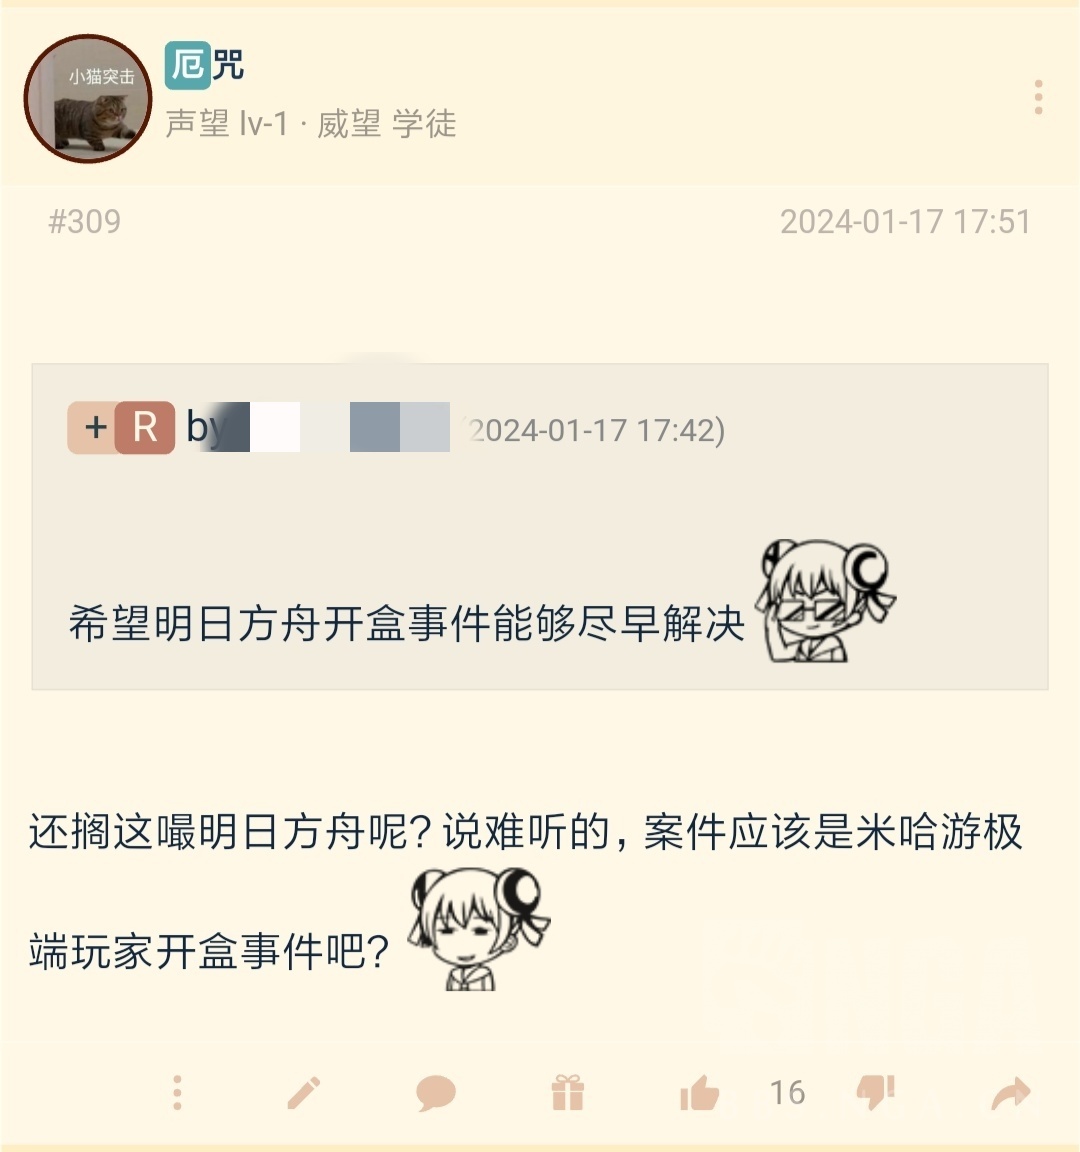 小猫突击
厄咒
声望 lv-1 · 威望 学徒
#309
2024-01-17 17:51
+ R by
2024-01-17 17:42)
希望明日方舟开盒事件能够尽早解决
还搁这嘬明日方舟呢?说难听的,案件应该是米哈游极
端玩家开盒事件吧?
16